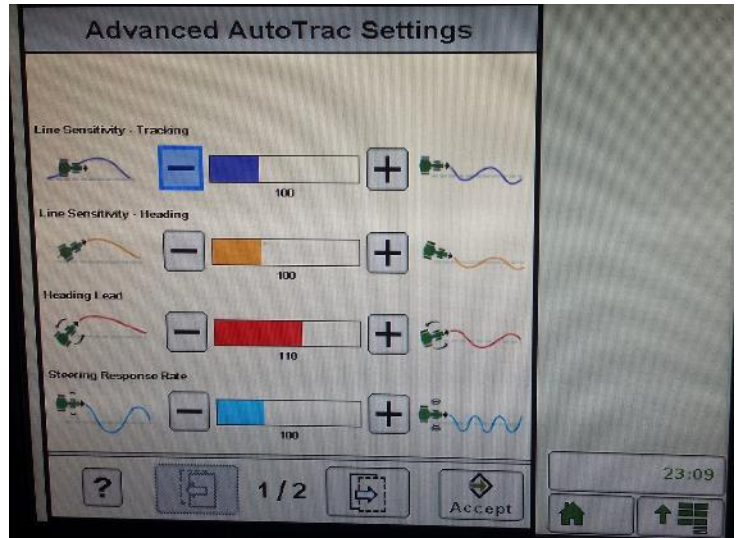 Advanced AutoTrac Settings
Line Sensitivity - Tracking
100
Line Sensitivity - Heading
100
Heading Lead
110
Steering Response Rate
100
? 1/2 Accept
23:09